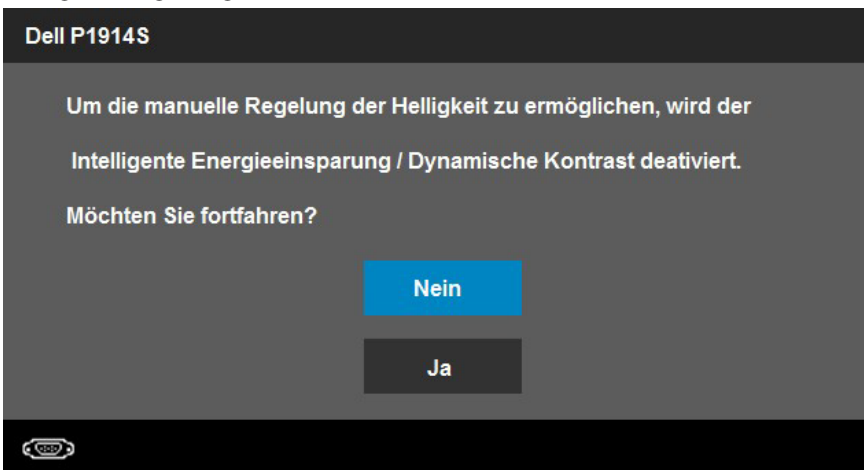 Dell P1914S
Um die manuelle Regelung der Helligkeit zu ermöglichen, wird der
Intelligente Energieeinsparung / Dynamische Kontrast deativiert.
Möchten Sie fortfahren?
Nein
Ja